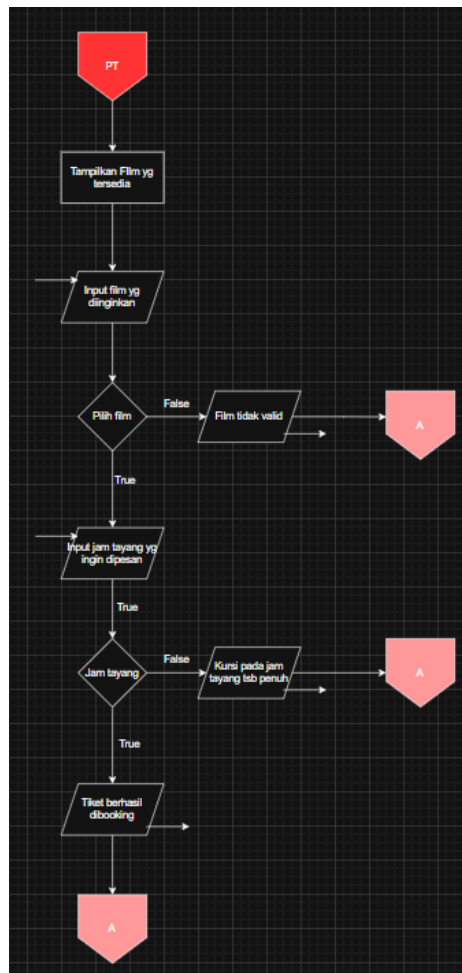 PT
Tampilkan FIlm yg
tersedia
Input film yg
diinginkan
Pilih film
False
Film tidak valid
A
True
Input jam tayang yg
ingin dipesan
True
Jam tayang
False
Kursi pada jam
tayang tsb penuh
A
True
Tiket berhasil
dibooking
A